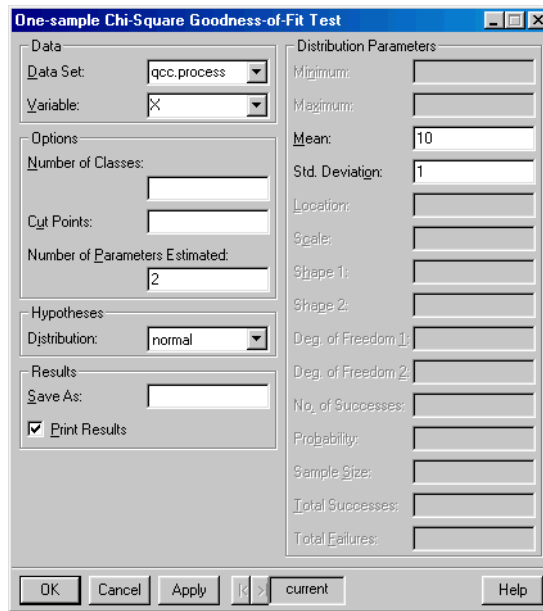 One-sample Chi-Square Goodness-of-Fit Test
Data
Data Set: qcc.process
Variable: X
Options
Number of Classes:
Cut Points:
Number of Parameters Estimated:
2
Hypotheses
Distribution: normal
Results
Save As:
Print Results
Distribution Parameters
Minimum:
Maximum:
Mean: 10
Std. Deviation: 1
Location:
Scale:
Shape 1:
Shape 2:
Deg. of Freedom 1:
Deg. of Freedom 2:
No. of Successes:
Probability:
Sample Size:
Total Successes:
Total Failures:
OK Cancel Apply current Help